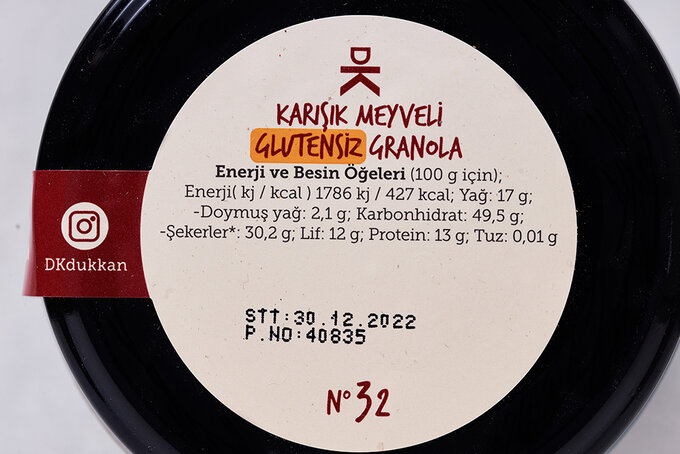 DK
KARIŞIK MEYVELİ
GLUTENSİZ GRANOLA
Enerji ve Besin Öğeleri (100 g için);
Enerji( kj / kcal ) 1786 kj / 427 kcal; Yağ: 17 g;
-Doymuş yağ: 2,1 g; Karbonhidrat: 49,5 g;
-Şekerler*: 30,2 g; Lif: 12 g; Protein: 13 g; Tuz: 0,01 g
DKdukkan
STT:30.12.2022
P.NO:40835
N° 32